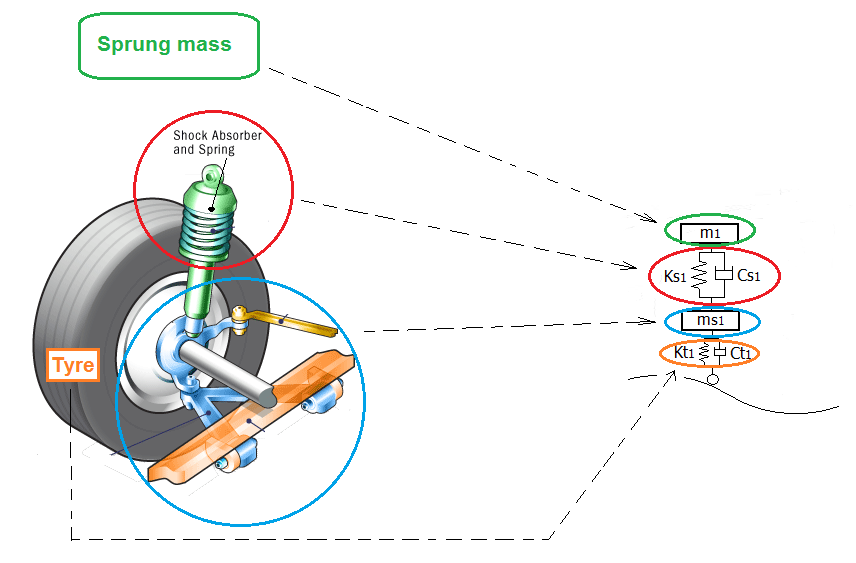 Sprung mass
Shock Absorber
and Spring
m1
Ks1
Cs1
ms1
Tyre
Kt1
Ct1